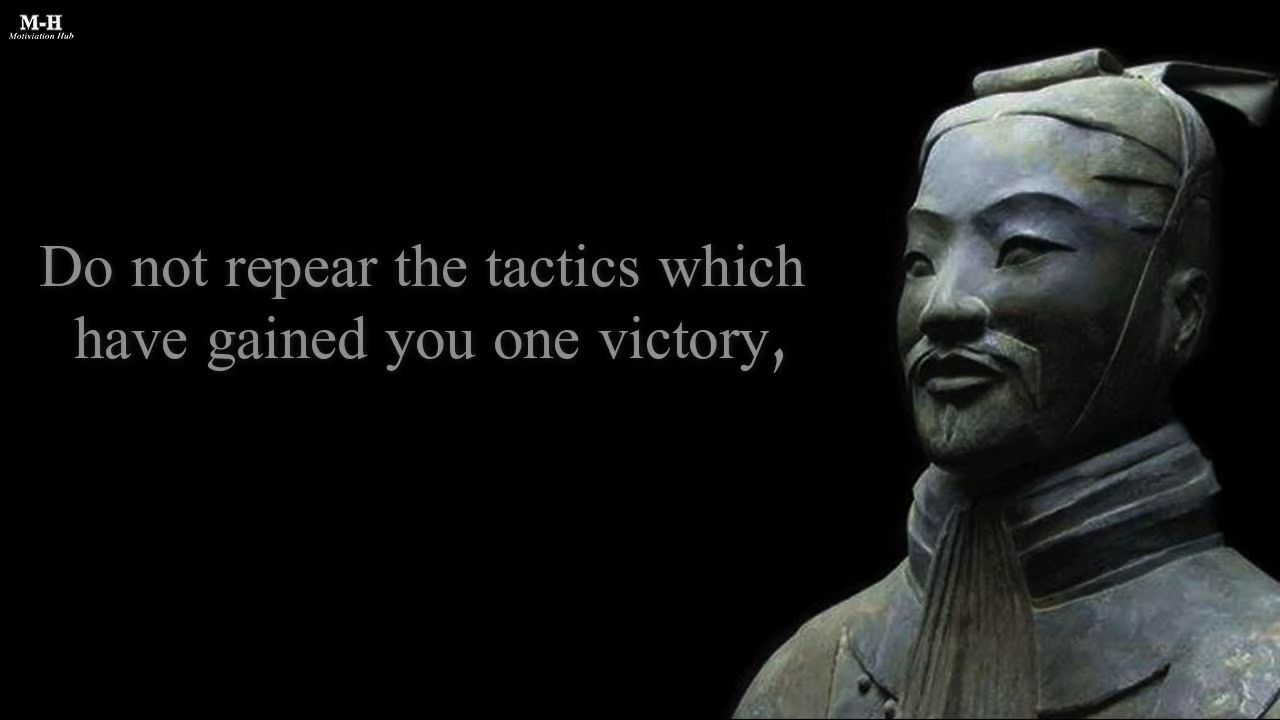 M-H
Motiviation Hub
Do not repear the tactics which
have gained you one victory,